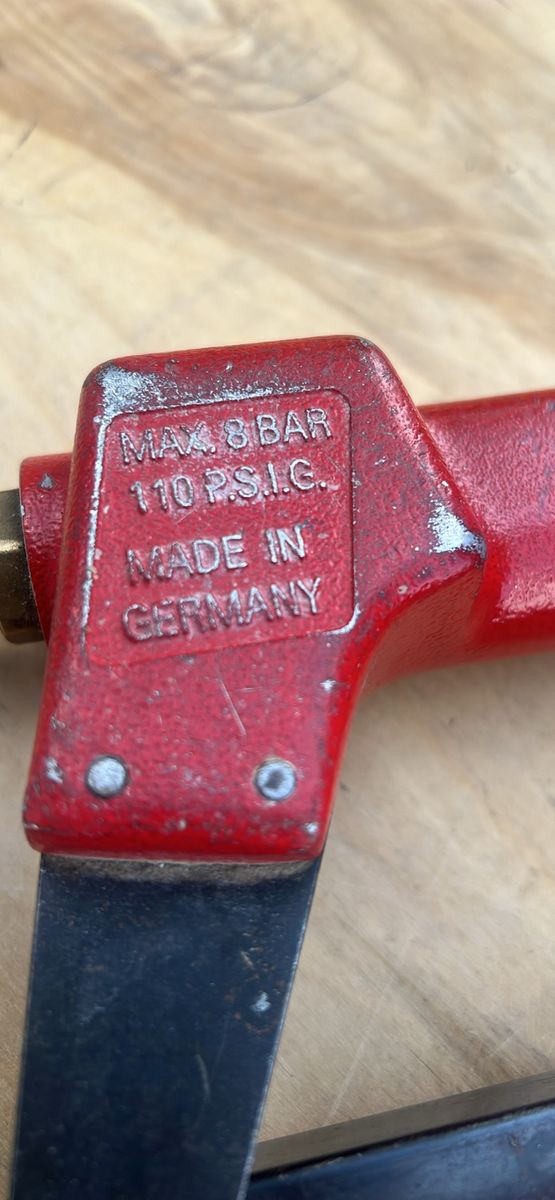 MAX. 8 BAR
110 P.S.I.G.
MADE IN
GERMANY